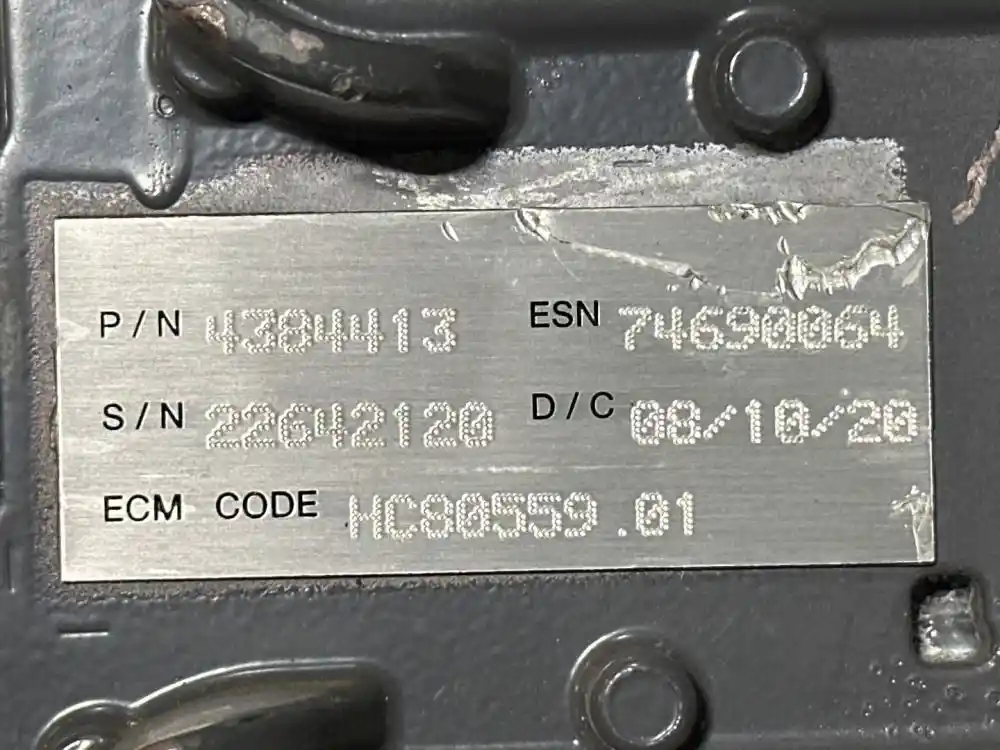 P/N 4384413 ESN 74690064
S/N 22642120 D/C 08/10/20
ECM CODE HC80559.01